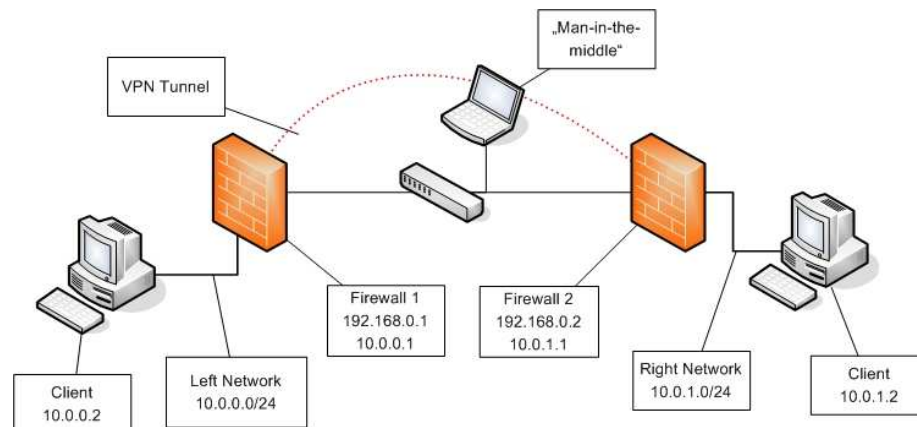 „Man-in-the-
middle“
VPN Tunnel
Firewall 1
192.168.0.1
10.0.0.1
Firewall 2
192.168.0.2
10.0.1.1
Left Network
10.0.0.0/24
Right Network
10.0.1.0/24
Client
10.0.0.2
Client
10.0.1.2